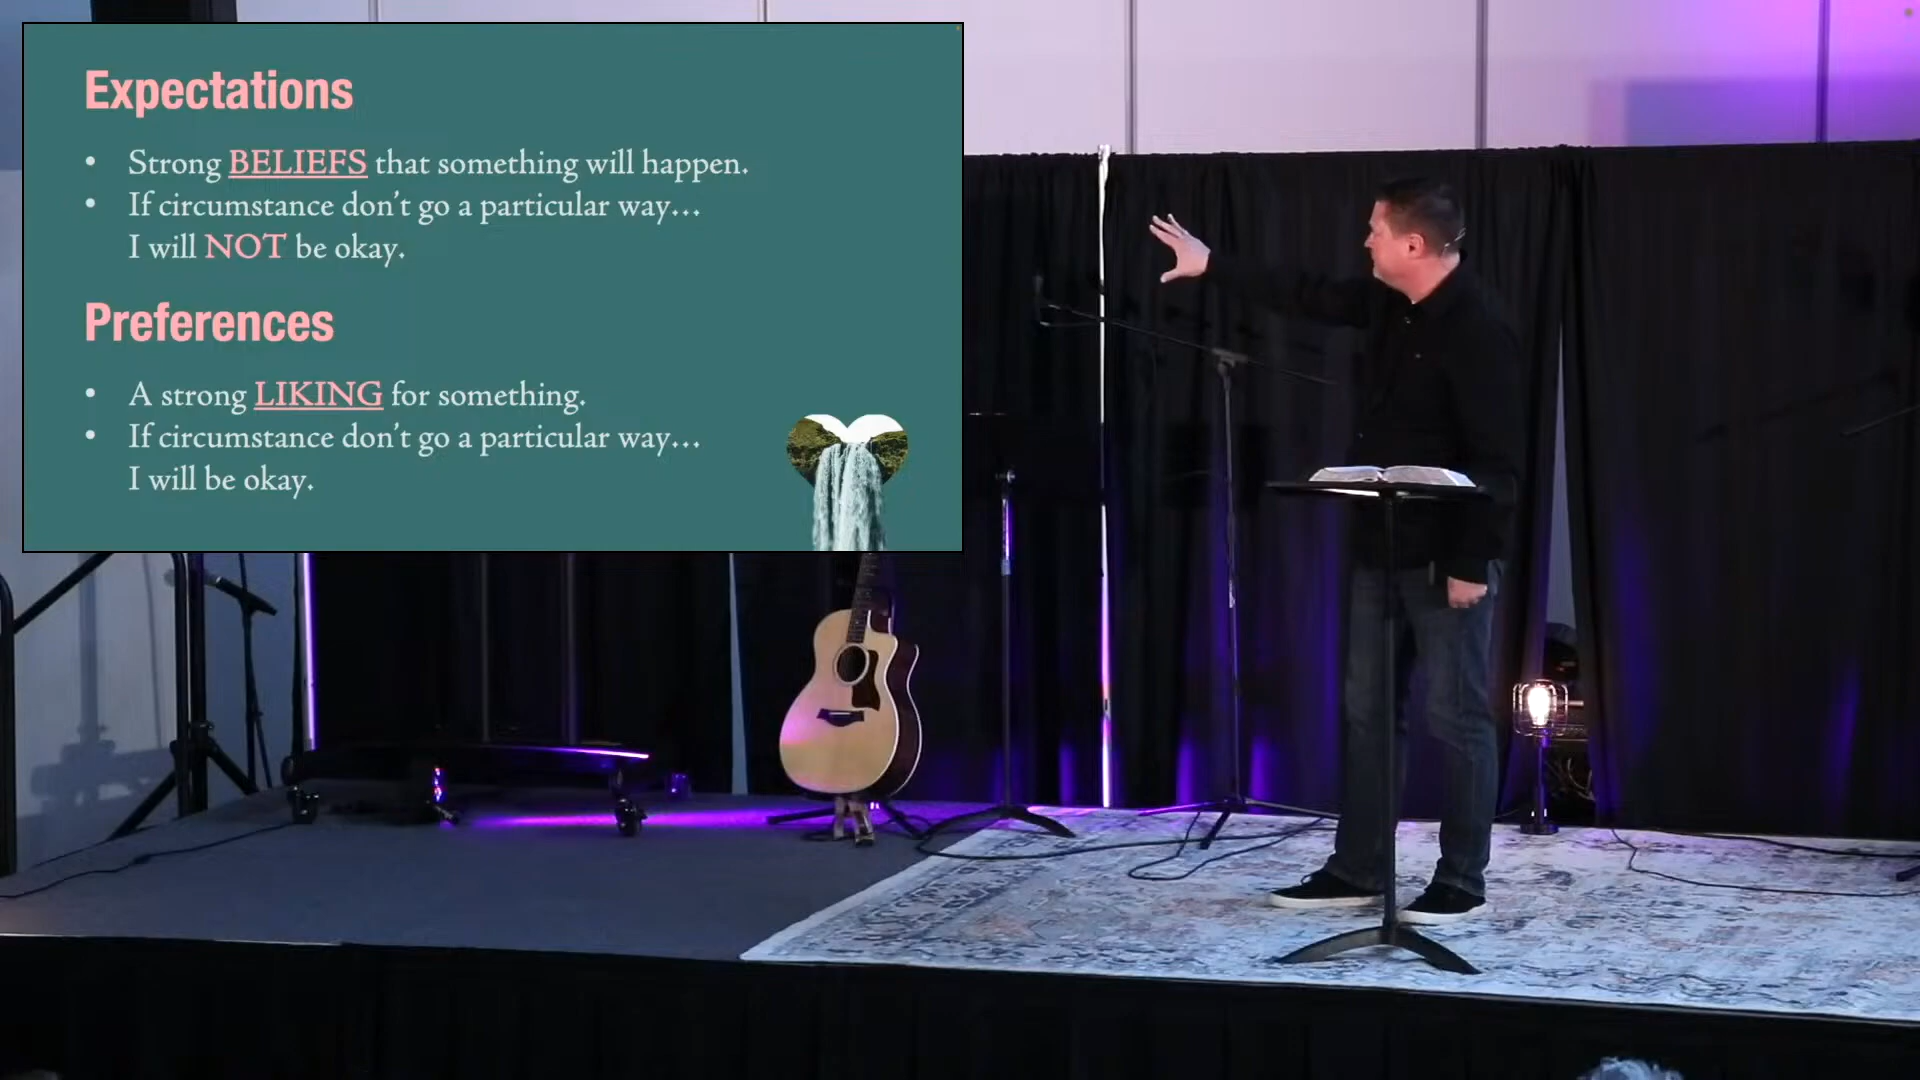 Expectations
• Strong BELIEFS that something will happen.
• If circumstance don't go a particular way...
I will NOT be okay.
Preferences
• A strong LIKING for something.
• If circumstance don't go a particular way...
I will be okay.